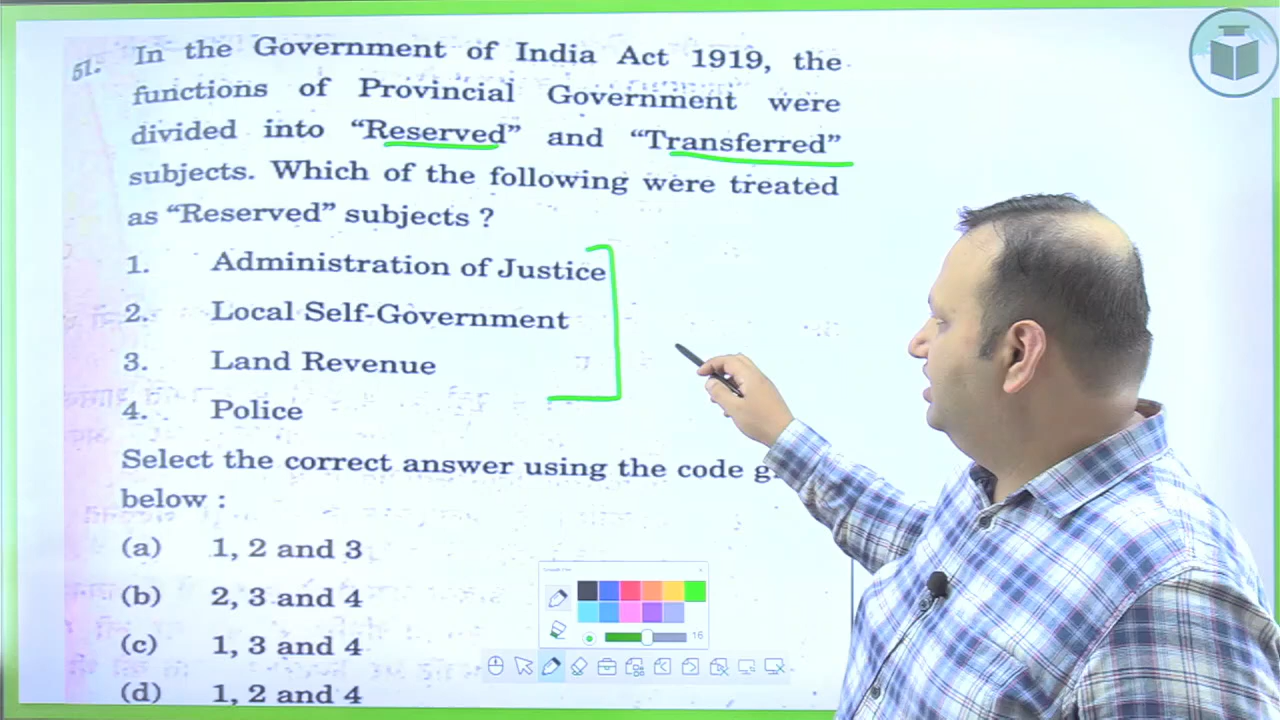 51. In the Government of India Act 1919, the
functions of Provincial Government were
divided into “Reserved” and “Transferred”
subjects. Which of the following were treated
as “Reserved” subjects ?
1. Administration of Justice
2. Local Self-Government
3. Land Revenue
4. Police
Select the correct answer using the code
below :
(a) 1, 2 and 3
(b) 2, 3 and 4
(c) 1, 3 and 4
(d) 1, 2 and 4
16